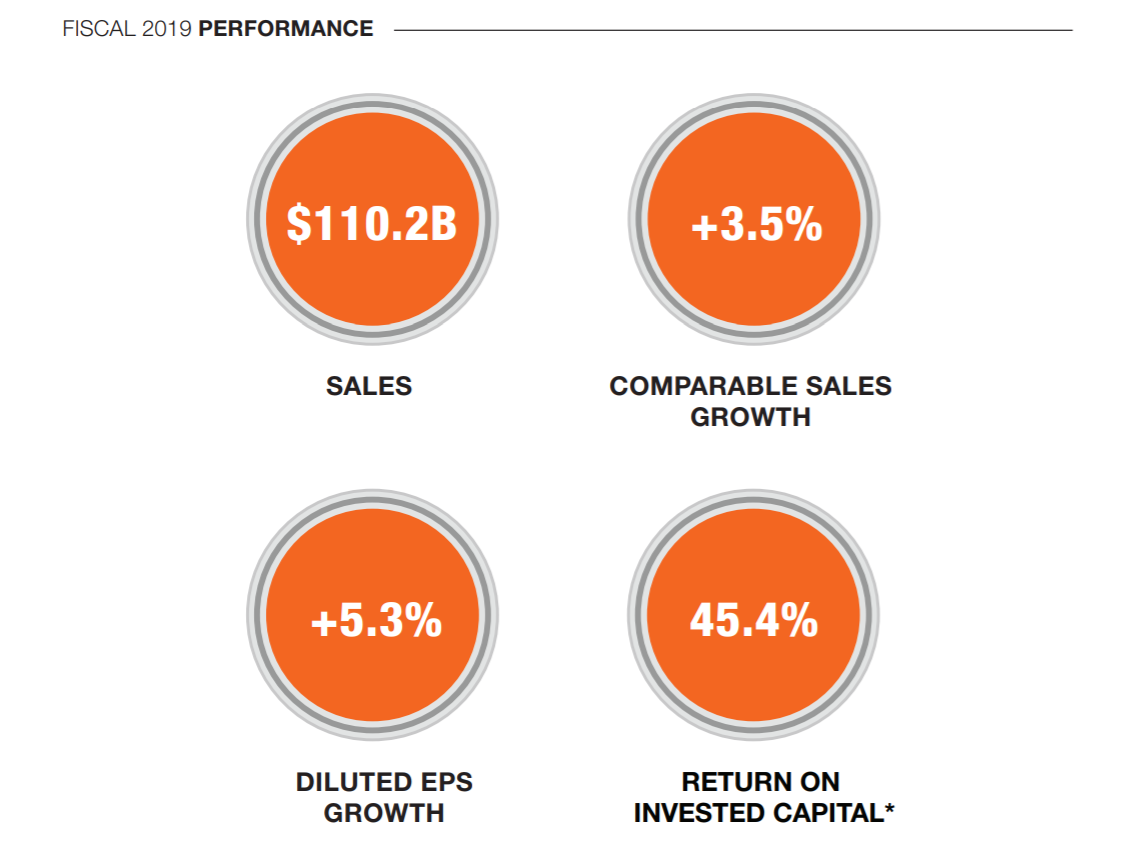 FISCAL 2019 PERFORMANCE
$110.2B
+3.5%
SALES
COMPARABLE SALES
GROWTH
+5.3%
45.4%
DILUTED EPS
GROWTH
RETURN ON
INVESTED CAPITAL*